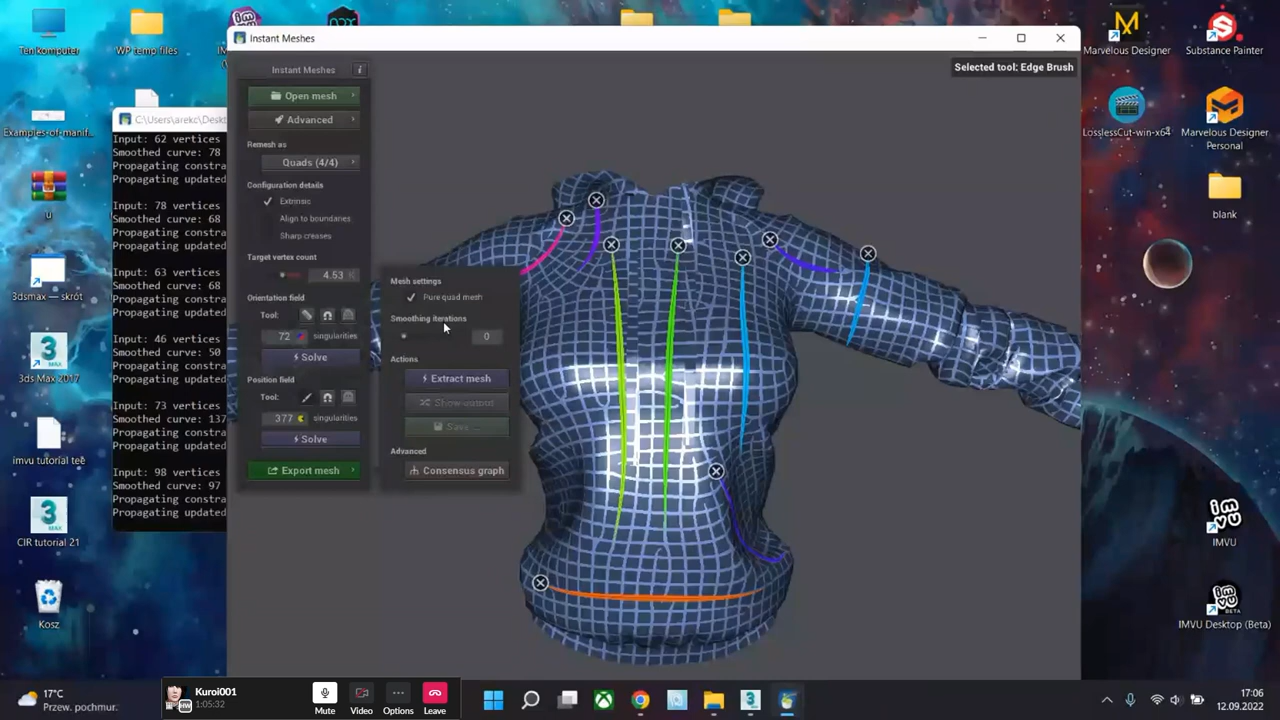 Ten komputer
WP temp files
Marvelous Designer
Substance Painter
Instant Meshes
Selected tool: Edge Brush
Instant Meshes
i
Open mesh
Advanced
Remesh as
Quads (4/4)
Configuration details
Extrinsic
Align to boundaries
Sharp creases
Target vertex count
4.53 K
Orientation field
Tool:
72 singularities
Solve
Position field
Tool:
377 singularities
Solve
Export mesh
Mesh settings
Pure quad mesh
Smoothing iterations
0
Actions
Extract mesh
Show output
Save ...
Advanced
Consensus graph
Examples-of-manif...
C:\Users\arekc\Deskt
Input: 62 vertices
Smoothed curve: 78
Propagating constra
Propagating updated
Input: 78 vertices
Smoothed curve: 68
Propagating constra
Propagating updated
Input: 63 vertices
Smoothed curve: 68
Propagating constra
Propagating updated
Input: 46 vertices
Smoothed curve: 50
Propagating constra
Propagating updated
Input: 73 vertices
Smoothed curve: 137
Propagating constra
Propagating updated
Input: 98 vertices
Smoothed curve: 97
Propagating constra
Propagating updated
u
3dsmax — skrót
3ds Max 2017
imvu tutorial tee
CIR tutorial 21
Kosz
LosslessCut-win-x64
Marvelous Designer
Personal
blank
IMVU
IMVU Desktop (Beta)
17°C
Przew. pochmur.
HW
Kuroi001
1:05:32
Mute
Video
Options
Leave
17:06
12.09.2022